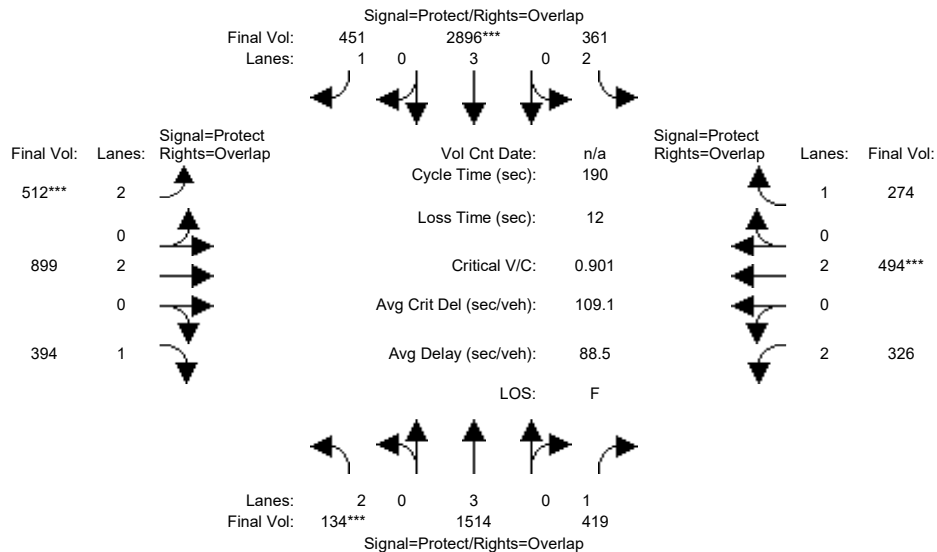 Signal=Protect/Rights=Overlap
Final Vol: 451 2896*** 361
Lanes: 1 0 3 0 2
Signal=Protect
Final Vol: Lanes: Rights=Overlap
Vol Cnt Date: n/a
Signal=Protect
Rights=Overlap Lanes: Final Vol:
Cycle Time (sec): 190
512*** 2
1 274
Loss Time (sec): 12
0
0
899 2
Critical V/C: 0.901
2 494***
0
Avg Crit Del (sec/veh): 109.1
0
394 1
Avg Delay (sec/veh): 88.5
2 326
LOS: F
Lanes: 2 0 3 0 1
Final Vol: 134*** 1514 419
Signal=Protect/Rights=Overlap